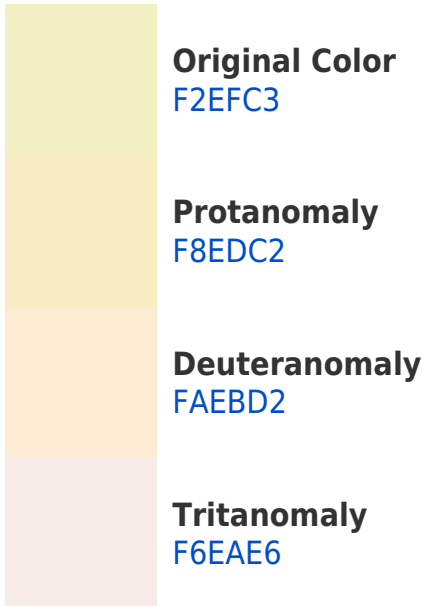 Original Color
F2EFC3
Protanomaly
F8EDC2
Deuteranomaly
FAEBD2
Tritanomaly
F6EAE6